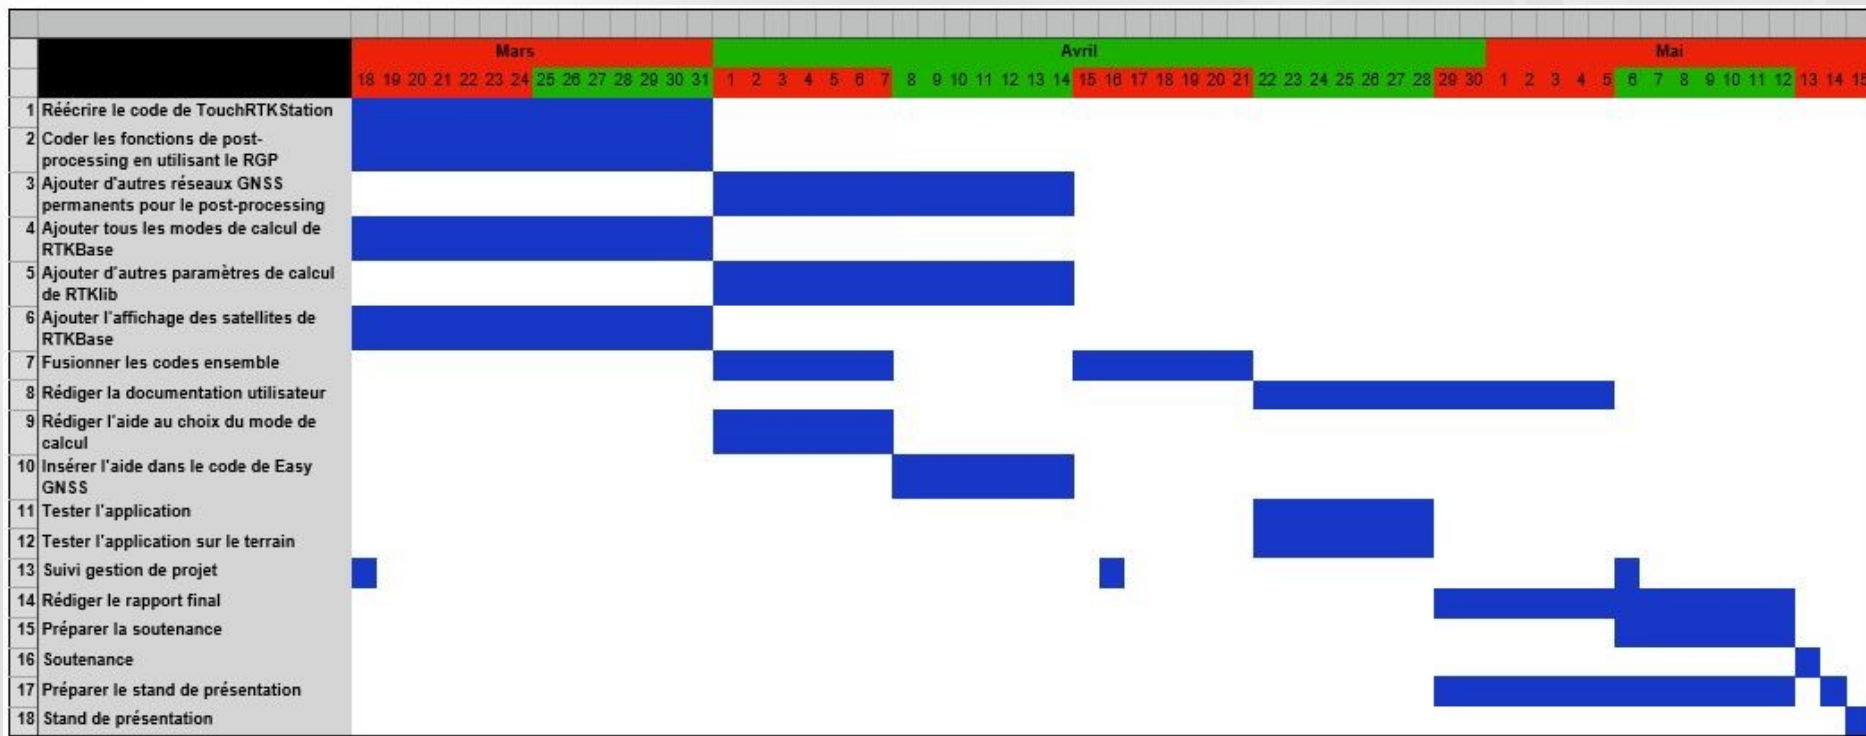 Mars Avril Mai
18 19 20 21 22 23 24 25 26 27 28 29 30 31 1 2 3 4 5 6 7 8 9 10 11 12 13 14 15 16 17 18 19 20 21 22 23 24 25 26 27 28 29 30 1 2 3 4 5 6 7 8 9 10 11 12 13 14 15
1 Réécrire le code de TouchRTKStation
2 Coder les fonctions de post-
processing en utilisant le RGP
3 Ajouter d'autres réseaux GNSS
permanents pour le post-processing
4 Ajouter tous les modes de calcul de
RTKBase
5 Ajouter d'autres paramètres de calcul
de RTKlib
6 Ajouter l'affichage des satellites de
RTKBase
7 Fusionner les codes ensemble
8 Rédiger la documentation utilisateur
9 Rédiger l'aide au choix du mode de
calcul
10 Insérer l'aide dans le code de Easy
GNSS
11 Tester l'application
12 Tester l'application sur le terrain
13 Suivi gestion de projet
14 Rédiger le rapport final
15 Préparer la soutenance
16 Soutenance
17 Préparer le stand de présentation
18 Stand de présentation